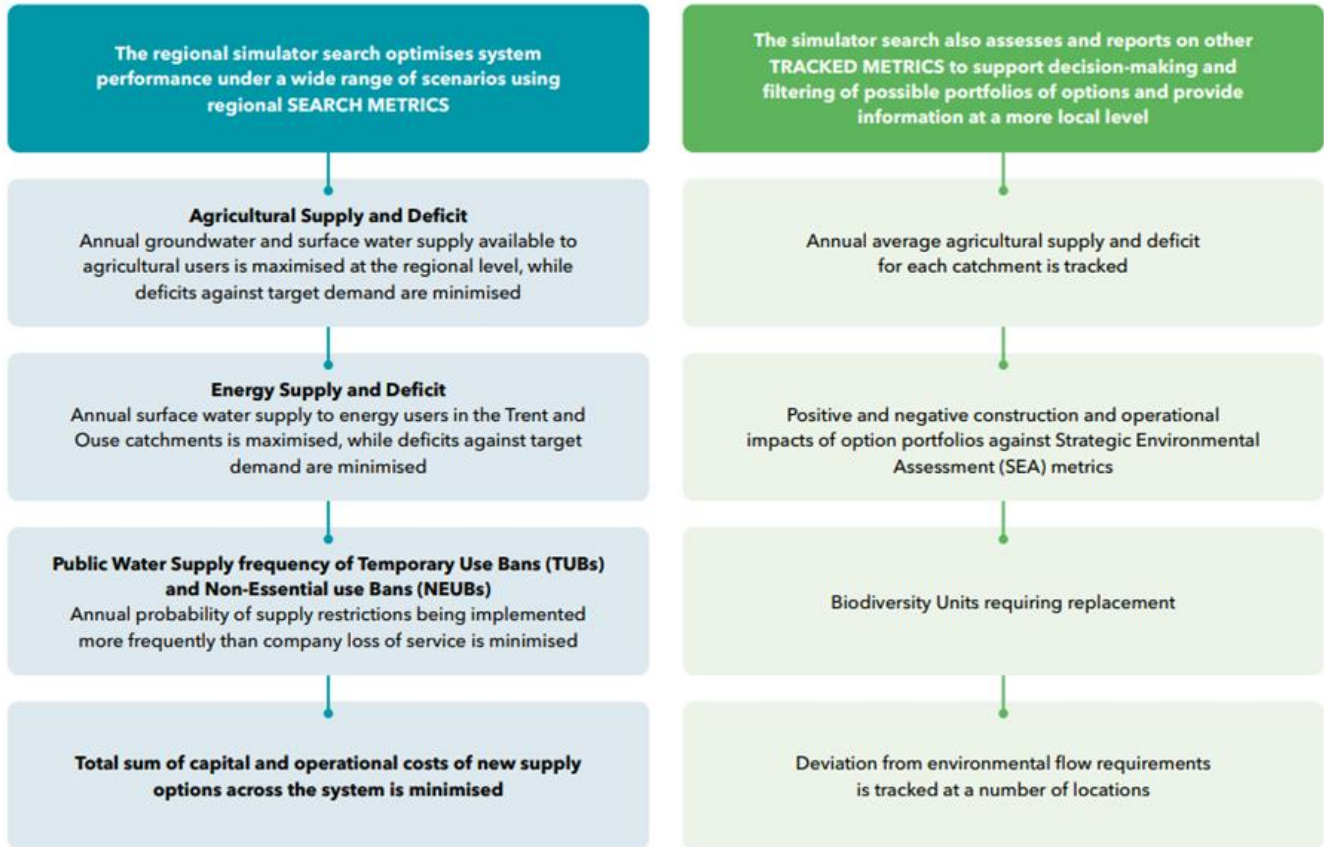 The regional simulator search optimises system
performance under a wide range of scenarios using
regional SEARCH METRICS
Agricultural Supply and Deficit
Annual groundwater and surface water supply available to
agricultural users is maximised at the regional level, while
deficits against target demand are minimised
Energy Supply and Deficit
Annual surface water supply to energy users in the Trent and
Ouse catchments is maximised, while deficits against target
demand are minimised
Public Water Supply frequency of Temporary Use Bans (TUBs)
and Non-Essential use Bans (NEUBs)
Annual probability of supply restrictions being implemented
more frequently than company loss of service is minimised
Total sum of capital and operational costs of new supply
options across the system is minimised
The simulator search also assesses and reports on other
TRACKED METRICS to support decision-making and
filtering of possible portfolios of options and provide
information at a more local level
Annual average agricultural supply and deficit
for each catchment is tracked
Positive and negative construction and operational
impacts of option portfolios against Strategic Environmental
Assessment (SEA) metrics
Biodiversity Units requiring replacement
Deviation from environmental flow requirements
is tracked at a number of locations